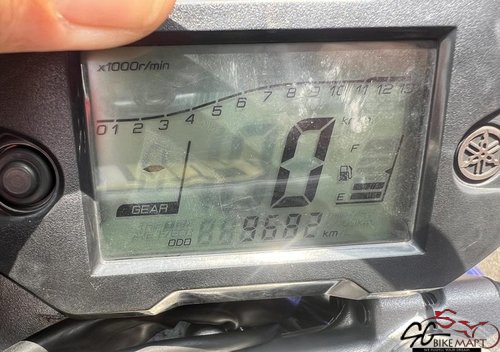 x1000r/min
0 1 2 3 4 5 6 7 8 9 10 11 12 13
0 km/h
F
E
GEAR
ODO 9682 km
SG BIKEMART